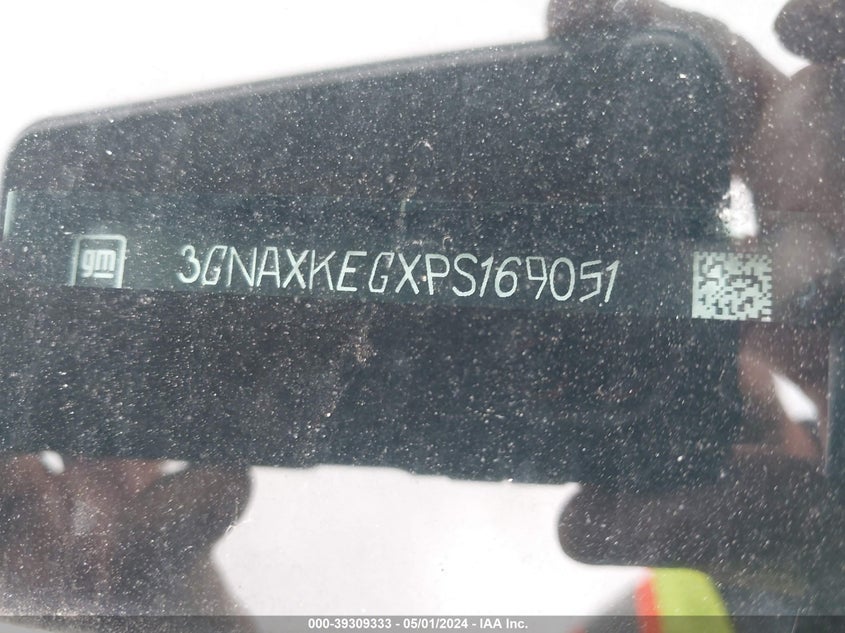 gm 3GNAXKEGXPS169051
000-39309333 - 05/01/2024 - IAA Inc.